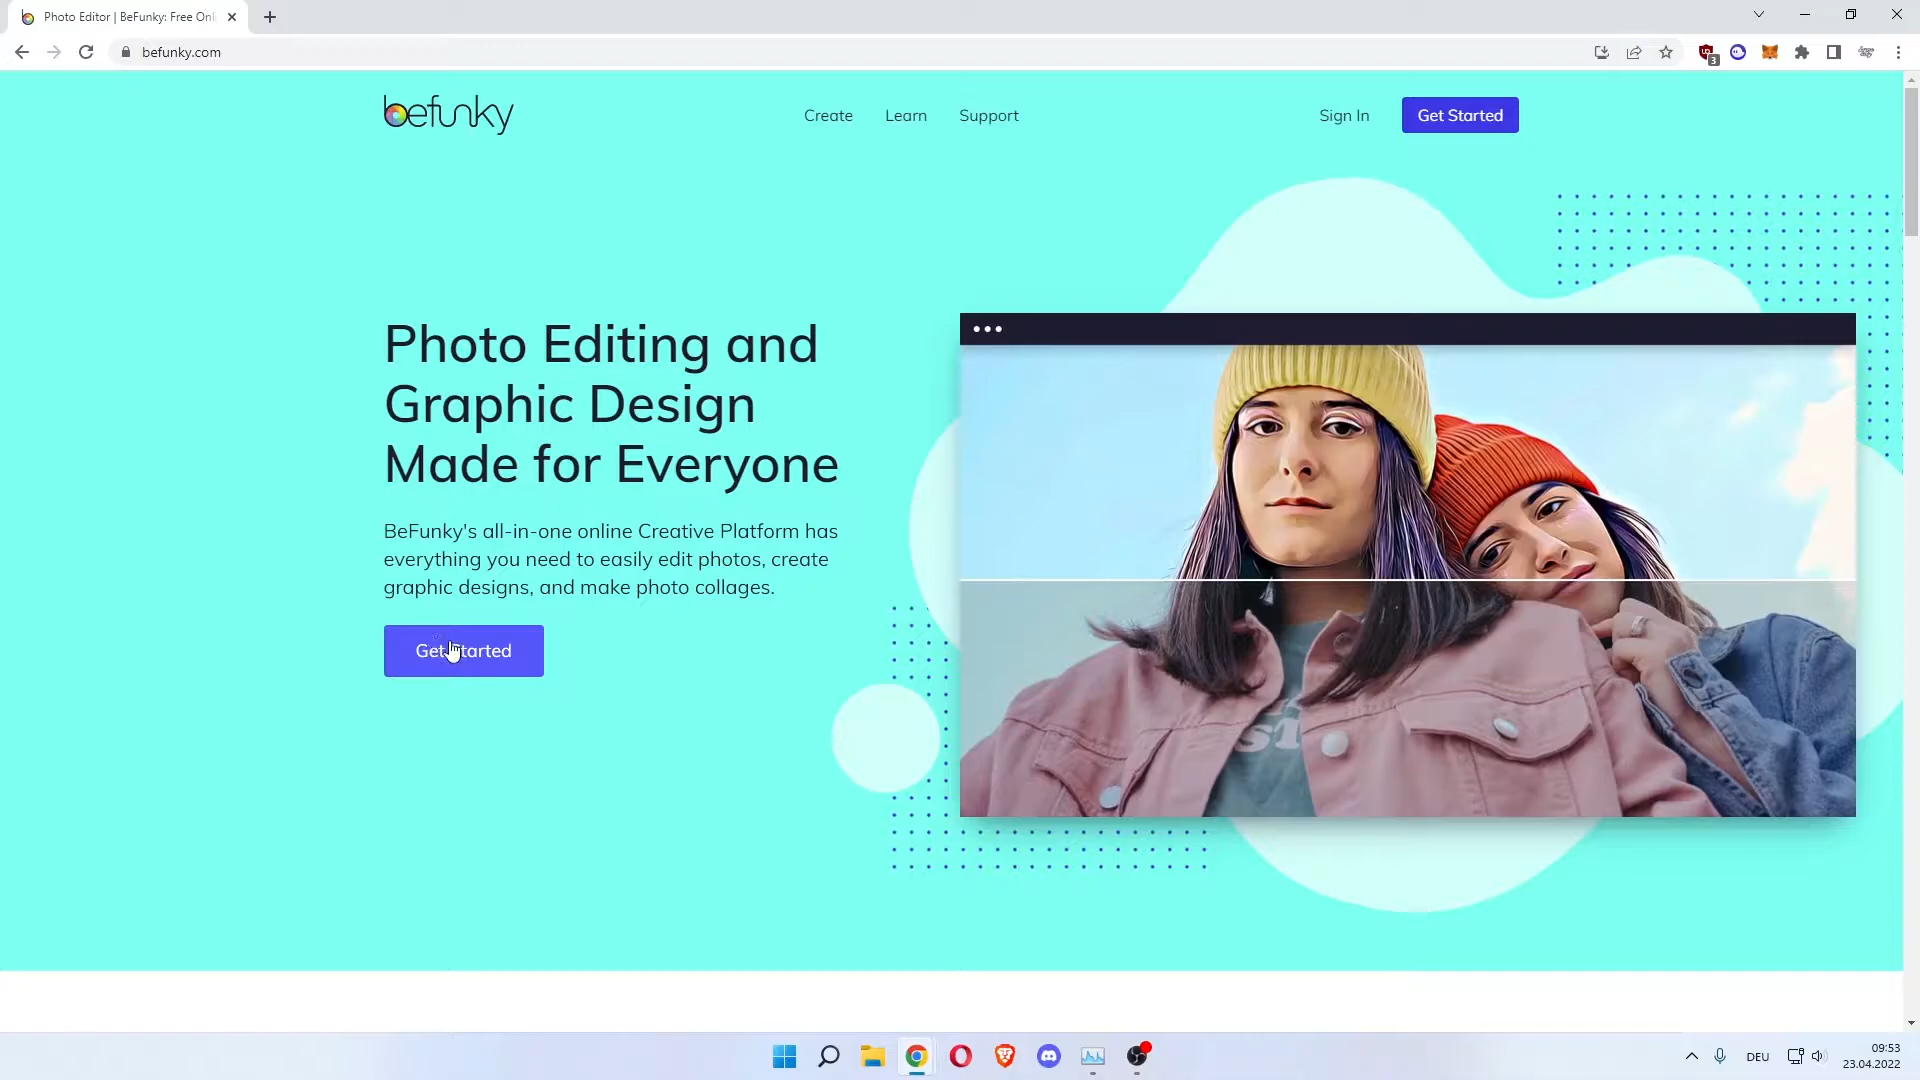 Photo Editor | BeFunky: Free Onli
befunky.com
3
befunky
Create
Learn
Support
Sign In
Get Started
Photo Editing and
Graphic Design
Made for Everyone
BeFunky's all-in-one online Creative Platform has
everything you need to easily edit photos, create
graphic designs, and make photo collages.
Get Started
DEU
09:53
23.04.2022